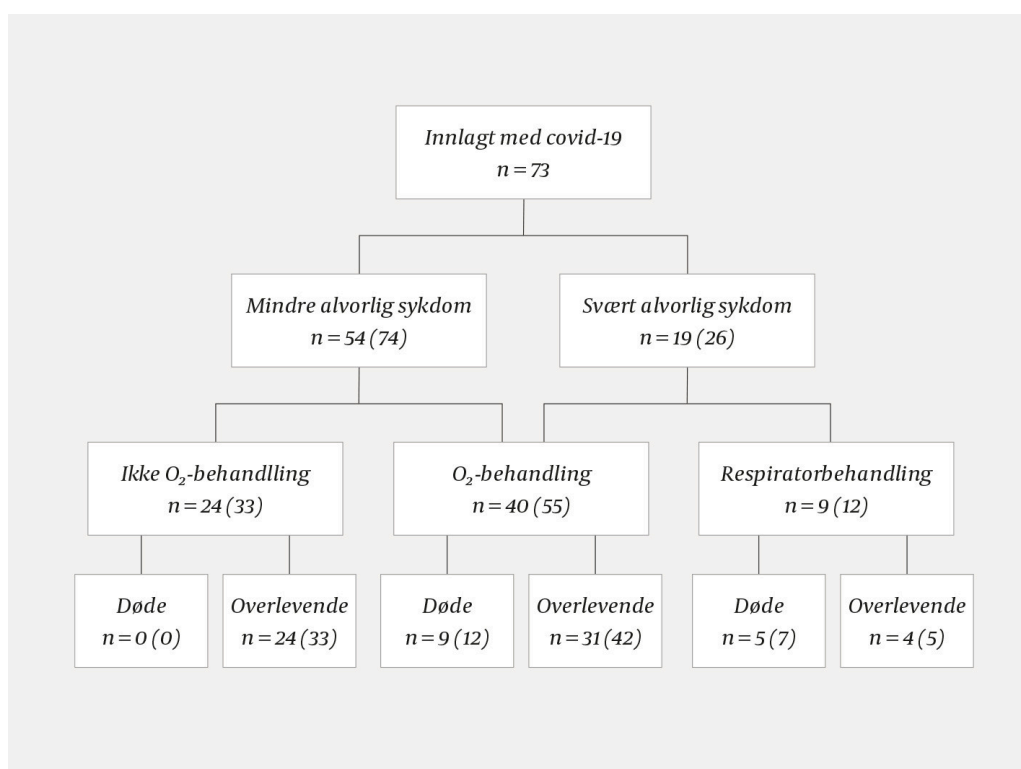 Innlagt med covid-19
n = 73
Mindre alvorlig sykdom
n = 54 (74)
Svært alvorlig sykdom
n = 19 (26)
Ikke O₂-behandlling
n = 24 (33)
O₂-behandling
n = 40 (55)
Respiratorbehandling
n = 9 (12)
Døde
n = 0 (0)
Overlevende
n = 24 (33)
Døde
n = 9 (12)
Overlevende
n = 31 (42)
Døde
n = 5 (7)
Overlevende
n = 4 (5)